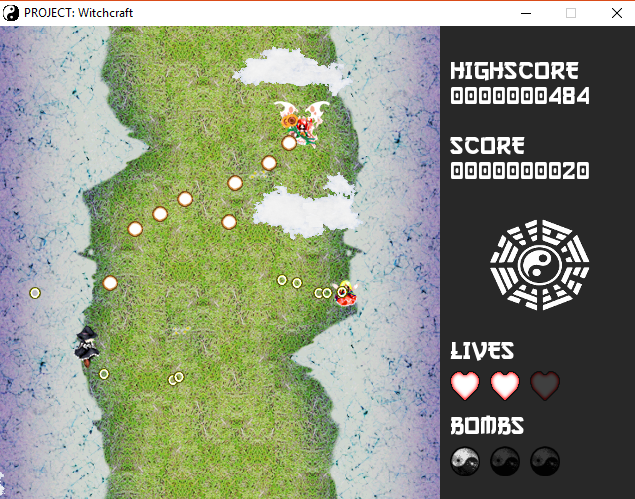 PROJECT: Witchcraft
HIGHSCORE
0000000484
SCORE
0000000020
LIVES
BOMBS